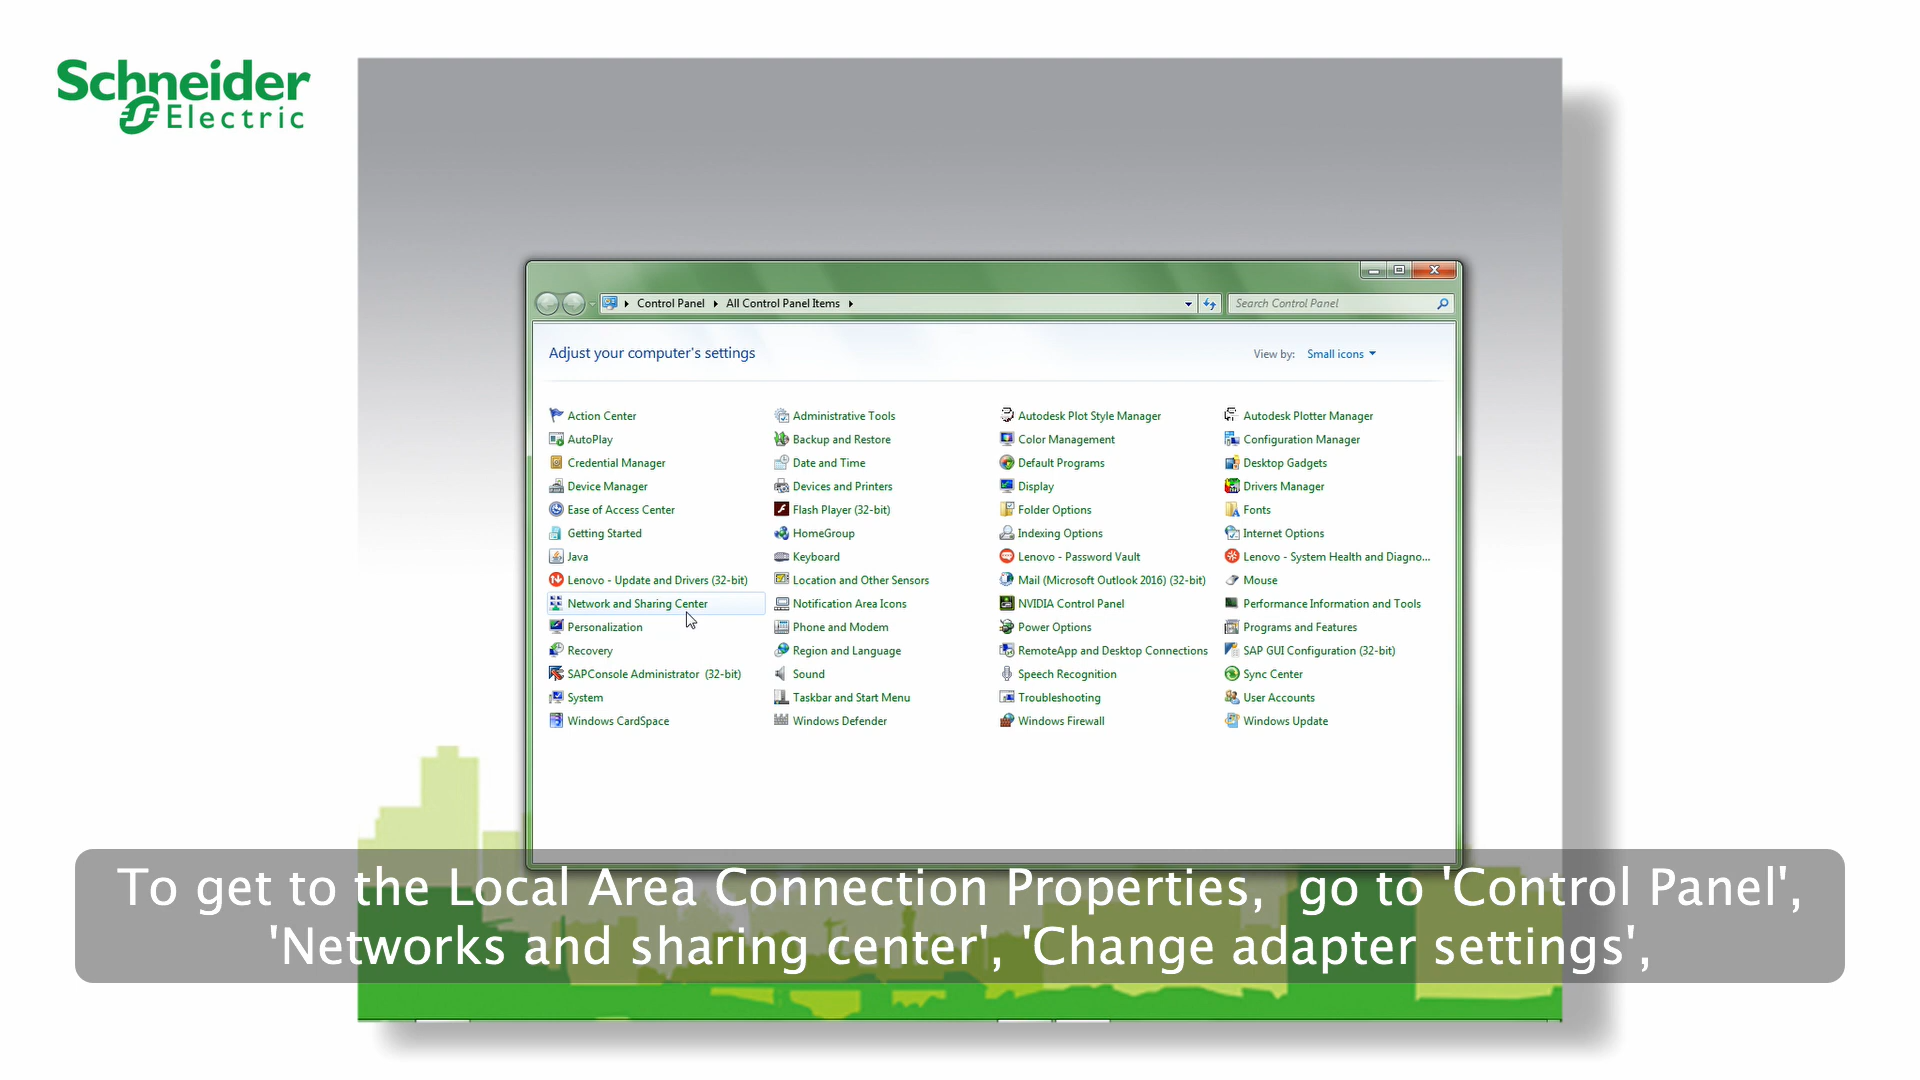 Schneider
Electric
Control Panel
All Control Panel Items
Search Control Panel
Adjust your computer's settings
View by: Small icons
Action Center
Administrative Tools
Autodesk Plot Style Manager
Autodesk Plotter Manager
AutoPlay
Backup and Restore
Color Management
Configuration Manager
Credential Manager
Date and Time
Default Programs
Desktop Gadgets
Device Manager
Devices and Printers
Display
Drivers Manager
Ease of Access Center
Flash Player (32-bit)
Folder Options
Fonts
Getting Started
HomeGroup
Indexing Options
Internet Options
Java
Keyboard
Lenovo - Password Vault
Lenovo - System Health and Diagno...
Lenovo - Update and Drivers (32-bit)
Location and Other Sensors
Mail (Microsoft Outlook 2016) (32-bit)
Mouse
Network and Sharing Center
Notification Area Icons
NVIDIA Control Panel
Performance Information and Tools
Personalization
Phone and Modem
Power Options
Programs and Features
Recovery
Region and Language
RemoteApp and Desktop Connections
SAP GUI Configuration (32-bit)
SAPConsole Administrator (32-bit)
Sound
Speech Recognition
Sync Center
System
Taskbar and Start Menu
Troubleshooting
User Accounts
Windows CardSpace
Windows Defender
Windows Firewall
Windows Update
To get to the Local Area Connection Properties, go to 'Control Panel',
'Networks and sharing center', 'Change adapter settings',